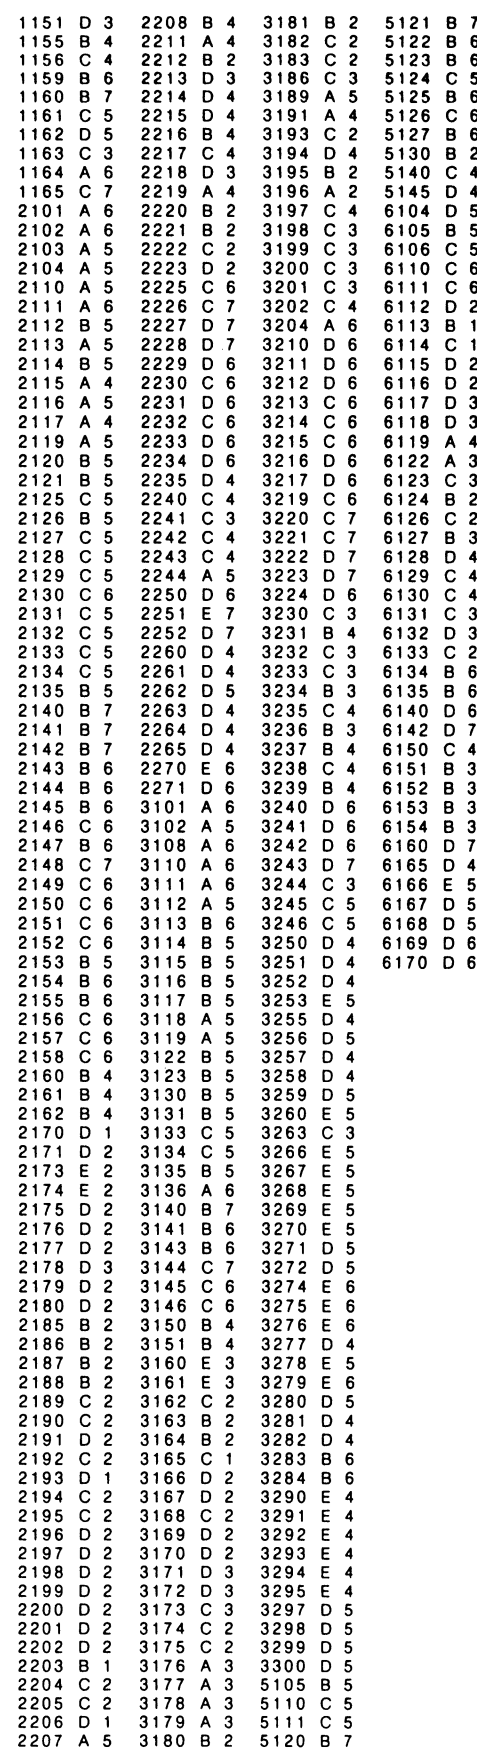 1151 D 3
1155 B 4
1156 C 4
1159 B 6
1160 B 7
1161 C 5
1162 D 5
1163 C 3
1164 A 6
1165 C 7
2101 A 6
2102 A 6
2103 A 5
2104 A 5
2110 A 5
2111 A 6
2112 B 5
2113 A 5
2114 B 5
2115 A 4
2116 A 5
2117 A 4
2119 A 5
2120 B 5
2121 B 5
2125 C 5
2126 B 5
2127 C 5
2128 C 5
2129 C 5
2130 C 6
2131 C 5
2132 C 5
2133 C 5
2134 C 5
2135 B 5
2140 B 7
2141 B 7
2142 B 7
2143 B 6
2144 B 6
2145 B 6
2146 C 6
2147 B 6
2148 C 7
2149 C 6
2150 C 6
2151 C 6
2152 C 6
2153 B 5
2154 B 6
2155 B 6
2156 C 6
2157 C 6
2158 C 6
2160 B 4
2161 B 4
2162 B 4
2170 D 1
2171 D 2
2173 E 2
2174 E 2
2175 D 2
2176 D 2
2177 D 2
2178 D 3
2179 D 2
2180 D 2
2185 B 2
2186 B 2
2187 B 2
2188 B 2
2189 C 2
2190 C 2
2191 D 2
2192 C 2
2193 D 1
2194 C 2
2195 C 2
2196 D 2
2197 D 2
2198 D 2
2199 D 2
2200 D 2
2201 D 2
2202 D 2
2203 B 1
2204 C 2
2205 C 2
2206 D 1
2207 A 5
2208 B 4
2211 A 4
2212 B 2
2213 D 3
2214 D 4
2215 D 4
2216 B 4
2217 C 4
2218 D 3
2219 A 4
2220 B 2
2221 B 2
2222 C 2
2223 D 2
2225 C 6
2226 C 7
2227 D 7
2228 D 7
2229 D 6
2230 C 6
2231 D 6
2232 C 6
2233 D 6
2234 D 6
2235 D 4
2240 C 4
2241 C 3
2242 C 4
2243 C 4
2244 A 5
2250 D 6
2251 E 7
2252 D 7
2260 D 4
2261 D 4
2262 D 5
2263 D 4
2264 D 4
2265 D 4
2270 E 6
2271 D 6
3101 A 6
3102 A 5
3108 A 6
3110 A 6
3111 A 6
3112 A 5
3113 B 6
3114 B 5
3115 B 5
3116 B 5
3117 B 5
3118 A 5
3119 A 5
3122 B 5
3123 B 5
3130 B 5
3131 B 5
3133 C 5
3134 C 5
3135 B 5
3136 A 6
3140 B 7
3141 B 6
3143 B 6
3144 C 7
3145 C 6
3146 C 6
3150 B 4
3151 B 4
3160 E 3
3161 E 3
3162 C 2
3163 B 2
3164 B 2
3165 C 1
3166 D 2
3167 D 2
3168 C 2
3169 D 2
3170 D 2
3171 D 3
3172 D 3
3173 C 3
3174 C 2
3175 C 2
3176 A 3
3177 A 3
3178 A 3
3179 A 3
3180 B 2
3181 B 2
3182 C 2
3183 C 2
3186 C 3
3189 A 5
3191 A 4
3193 C 2
3194 D 4
3195 B 2
3196 A 2
3197 C 4
3198 C 3
3199 C 3
3200 C 3
3201 C 3
3202 C 4
3204 A 6
3210 D 6
3211 D 6
3212 D 6
3213 C 6
3214 C 6
3215 C 6
3216 D 6
3217 D 6
3219 C 6
3220 C 7
3221 C 7
3222 D 7
3223 D 7
3224 D 6
3230 C 3
3231 B 4
3232 C 3
3233 C 3
3234 B 3
3235 C 4
3236 B 3
3237 B 4
3238 C 4
3239 B 4
3240 D 6
3241 D 6
3242 D 6
3243 D 7
3244 C 3
3245 C 5
3246 C 5
3250 D 4
3251 D 4
3252 D 4
3253 E 5
3255 D 4
3256 D 5
3257 D 4
3258 D 4
3259 D 5
3260 E 5
3263 C 3
3266 E 5
3267 E 5
3268 E 5
3269 E 5
3270 E 5
3271 D 5
3272 D 5
3274 E 6
3275 E 6
3276 E 6
3277 D 4
3278 E 5
3279 E 6
3280 D 5
3281 D 4
3282 D 4
3283 B 6
3284 B 6
3290 E 4
3291 E 4
3292 E 4
3293 E 4
3294 E 4
3295 E 4
3297 D 5
3298 D 5
3299 D 5
3300 D 5
5105 B 5
5110 C 5
5111 C 5
5120 B 7
5121 B 7
5122 B 6
5123 B 6
5124 C 5
5125 B 6
5126 C 6
5127 B 6
5130 B 2
5140 C 4
5145 D 4
6104 D 5
6105 B 5
6106 C 5
6110 C 6
6111 C 6
6112 D 2
6113 B 1
6114 C 1
6115 D 2
6116 D 2
6117 D 3
6118 D 3
6119 A 4
6122 A 3
6123 C 3
6124 B 2
6126 C 2
6127 B 3
6128 D 4
6129 C 4
6130 C 4
6131 C 3
6132 D 3
6133 C 2
6134 B 6
6135 B 6
6140 D 6
6142 D 7
6150 C 4
6151 B 3
6152 B 3
6153 B 3
6154 B 3
6160 D 7
6165 D 4
6166 E 5
6167 D 5
6168 D 5
6169 D 6
6170 D 6